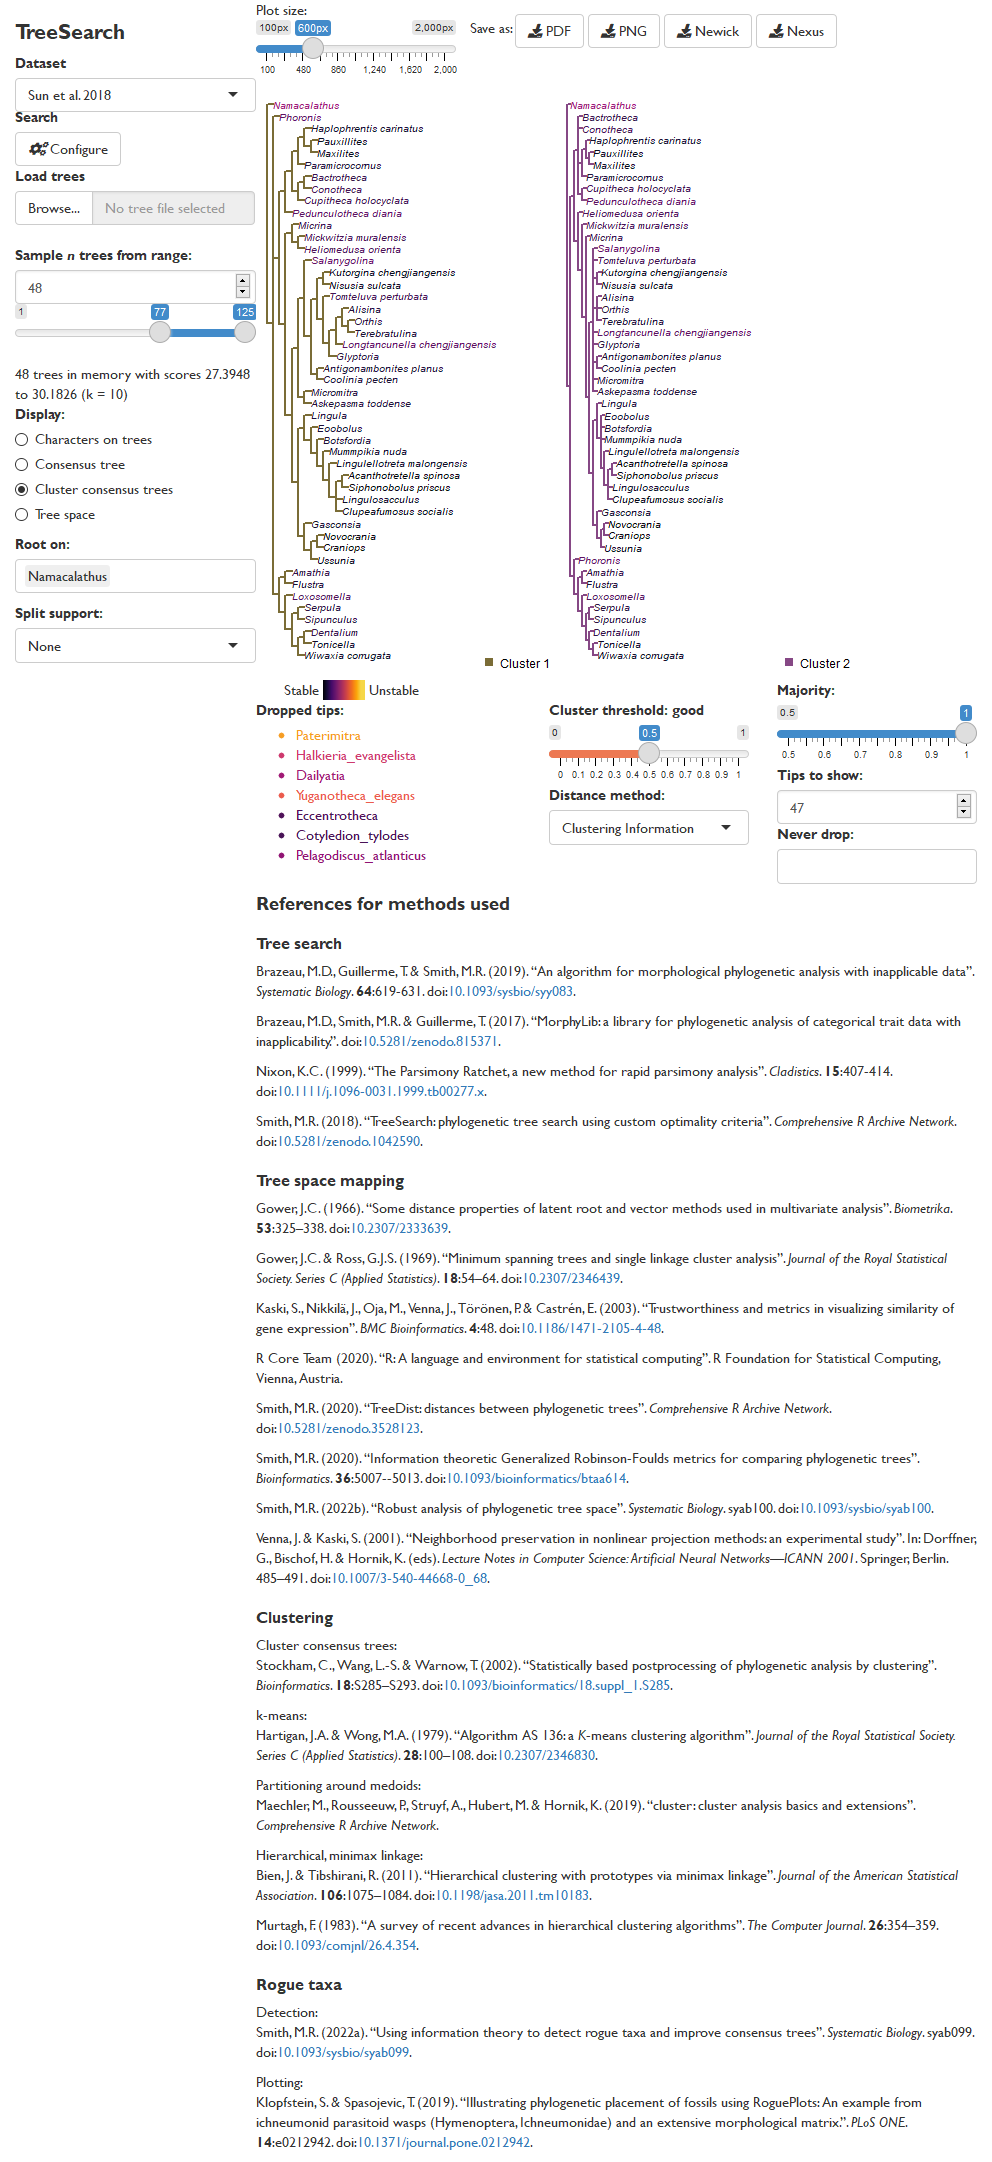 TreeSearch
Dataset
Sun et al. 2018
Search
Configure
Load trees
Browse...
No tree file selected
Sample n trees from range:
48
1
77
125
48 trees in memory with scores 27.3948
to 30.1826 (k = 10)
Display:
Characters on trees
Consensus tree
Cluster consensus trees
Tree space
Root on:
Namacalathus
Split support:
None
Plot size:
100px
600px
2,000px
100 480 860 1,240 1,620 2,000
Save as:
PDF
PNG
Newick
Nexus
Namacalathus
Phoronis
Haplophrentis carinatus
Pauxillites
Maxilites
Paramicrocornus
Bactrotheca
Conotheca
Cupitheca holocyclata
Pedunculotheca diania
Micrina
Mickwitzia muralensis
Heliomedusa orienta
Salanygolina
Kutorgina chengjiangensis
Nisusia sulcata
Tomteluva perturbata
Alisina
Orthis
Terebratulina
Longtancunella chengjiangensis
Glyptoria
Antigonambonites planus
Coolinia pecten
Micromitra
Askepasma toddense
Lingula
Eoobolus
Botsfordia
Mummpikia nuda
Lingulellotreta malongensis
Acanthotretella spinosa
Siphonobolus priscus
Lingulosacculus
Clupeafumosus socialis
Gasconsia
Novocrania
Craniops
Ussunia
Amathia
Flustra
Loxosomella
Serpula
Sipunculus
Dentalium
Tonicella
Wiwaxia corrugata
Cluster 1
Namacalathus
Bactrotheca
Conotheca
Haplophrentis carinatus
Pauxillites
Maxilites
Paramicrocornus
Cupitheca holocyclata
Pedunculotheca diania
Heliomedusa orienta
Mickwitzia muralensis
Micrina
Salanygolina
Tomteluva perturbata
Kutorgina chengjiangensis
Nisusia sulcata
Alisina
Orthis
Terebratulina
Longtancunella chengjiangensis
Glyptoria
Antigonambonites planus
Coolinia pecten
Micromitra
Askepasma toddense
Lingula
Eoobolus
Botsfordia
Mummpikia nuda
Lingulellotreta malongensis
Acanthotretella spinosa
Siphonobolus priscus
Lingulosacculus
Clupeafumosus socialis
Gasconsia
Novocrania
Craniops
Ussunia
Phoronis
Amathia
Flustra
Loxosomella
Serpula
Sipunculus
Dentalium
Tonicella
Wiwaxia corrugata
Cluster 2
Stable
Unstable
Dropped tips:
Paterimitra
Halkieria_evangelista
Dailyatia
Yuganotheca_elegans
Eccentrotheca
Cotyledion_tylodes
Pelagodiscus_atlanticus
Cluster threshold: good
0
0.5
1
0 0.1 0.2 0.3 0.4 0.5 0.6 0.7 0.8 0.9 1
Distance method:
Clustering Information
Majority:
0.5
1
0.5 0.6 0.7 0.8 0.9 1
Tips to show:
47
Never drop:
References for methods used
Tree search
Brazeau, M.D., Guillerme, T. & Smith, M.R. (2019). “An algorithm for morphological phylogenetic analysis with inapplicable data”.
Systematic Biology. 64:619-631. doi:10.1093/sysbio/syy083.
Brazeau, M.D., Smith, M.R. & Guillerme, T. (2017). “MorphyLib: a library for phylogenetic analysis of categorical trait data with
inapplicability.”. doi:10.5281/zenodo.815371.
Nixon, K.C. (1999). “The Parsimony Ratchet, a new method for rapid parsimony analysis”. Cladistics. 15:407-414.
doi:10.1111/j.1096-0031.1999.tb00277.x.
Smith, M.R. (2018). “TreeSearch: phylogenetic tree search using custom optimality criteria”. Comprehensive R Archive Network.
doi:10.5281/zenodo.1042590.
Tree space mapping
Gower, J.C. (1966). “Some distance properties of latent root and vector methods used in multivariate analysis”. Biometrika.
53:325–338. doi:10.2307/2333639.
Gower, J.C. & Ross, G.J.S. (1969). “Minimum spanning trees and single linkage cluster analysis”. Journal of the Royal Statistical
Society. Series C (Applied Statistics). 18:54–64. doi:10.2307/2346439.
Kaski, S., Nikkilä, J., Oja, M., Venna, J., Törönen, P. & Castrén, E. (2003). “Trustworthiness and metrics in visualizing similarity of
gene expression”. BMC Bioinformatics. 4:48. doi:10.1186/1471-2105-4-48.
R Core Team (2020). “R: A language and environment for statistical computing”. R Foundation for Statistical Computing,
Vienna, Austria.
Smith, M.R. (2020). “TreeDist: distances between phylogenetic trees”. Comprehensive R Archive Network.
doi:10.5281/zenodo.3528123.
Smith, M.R. (2020). “Information theoretic Generalized Robinson-Foulds metrics for comparing phylogenetic trees”.
Bioinformatics. 36:5007--5013. doi:10.1093/bioinformatics/btaa614.
Smith, M.R. (2022b). “Robust analysis of phylogenetic tree space”. Systematic Biology. syab100. doi:10.1093/sysbio/syab100.
Venna, J. & Kaski, S. (2001). “Neighborhood preservation in nonlinear projection methods: an experimental study”. In: Dorffner,
G., Bischof, H. & Hornik, K. (eds). Lecture Notes in Computer Science: Artificial Neural Networks—ICANN 2001. Springer, Berlin.
485–491. doi:10.1007/3-540-44668-0_68.
Clustering
Cluster consensus trees:
Stockham, C., Wang, L.-S. & Warnow, T. (2002). “Statistically based postprocessing of phylogenetic analysis by clustering”.
Bioinformatics. 18:S285–S293. doi:10.1093/bioinformatics/18.suppl_1.S285.
k-means:
Hartigan, J.A. & Wong, M.A. (1979). “Algorithm AS 136: a K-means clustering algorithm”. Journal of the Royal Statistical Society.
Series C (Applied Statistics). 28:100–108. doi:10.2307/2346830.
Partitioning around medoids:
Maechler, M., Rousseeuw, P., Struyf, A., Hubert, M. & Hornik, K. (2019). “cluster: cluster analysis basics and extensions”.
Comprehensive R Archive Network.
Hierarchical, minimax linkage:
Bien, J. & Tibshirani, R. (2011). “Hierarchical clustering with prototypes via minimax linkage”. Journal of the American Statistical
Association. 106:1075–1084. doi:10.1198/jasa.2011.tm10183.
Murtagh, F. (1983). “A survey of recent advances in hierarchical clustering algorithms”. The Computer Journal. 26:354–359.
doi:10.1093/comjnl/26.4.354.
Rogue taxa
Detection:
Smith, M.R. (2022a). “Using information theory to detect rogue taxa and improve consensus trees”. Systematic Biology. syab099.
doi:10.1093/sysbio/syab099.
Plotting:
Klopfstein, S. & Spasojevic, T. (2019). “Illustrating phylogenetic placement of fossils using RoguePlots: An example from
ichneumonid parasitoid wasps (Hymenoptera, Ichneumonidae) and an extensive morphological matrix.”. PLoS ONE.
14:e0212942. doi:10.1371/journal.pone.0212942.